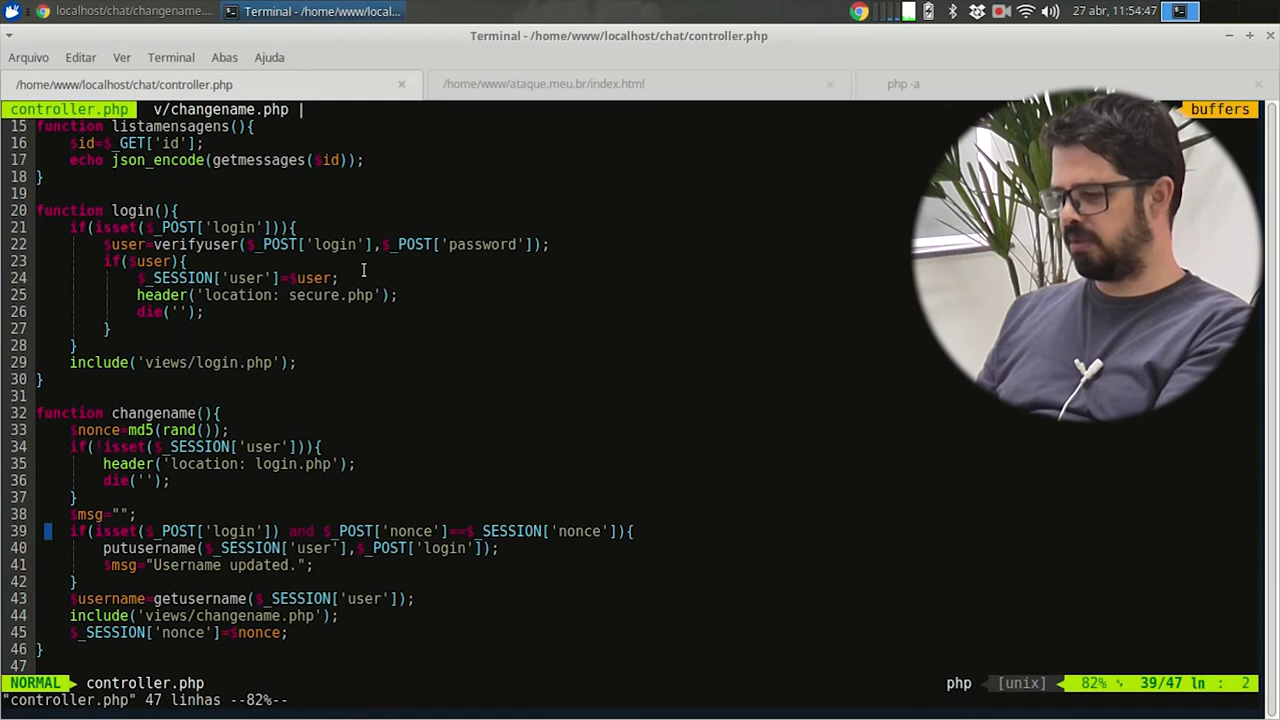 localhost/chat/changename....
Terminal - /home/www/local...
27 abr, 11:54:47
Terminal - /home/www/localhost/chat/controller.php
Arquivo Editar Ver Terminal Abas Ajuda
/home/www/localhost/chat/controller.php
/home/www/ataque.meu.br/index.html
php -a
controller.php v/changename.php |
buffers
15 function listamensagens(){
16 $id=$_GET['id'];
17 echo json_encode(getmessages($id));
18 }
19
20 function login(){
21 if(isset($_POST['login'])){
22 $user=verifyuser($_POST['login'],$_POST['password']);
23 if($user){
24 $_SESSION['user']=$user;
25 header('location: secure.php');
26 die('');
27 }
28 }
29 include('views/login.php');
30 }
31
32 function changename(){
33 $nonce=md5(rand());
34 if(!isset($_SESSION['user'])){
35 header('location: login.php');
36 die('');
37 }
38 $msg="";
39 if(isset($_POST['login']) and $_POST['nonce']==$_SESSION['nonce']){
40 putusername($_SESSION['user'],$_POST['login']);
41 $msg="Username updated.";
42 }
43 $username=getusername($_SESSION['user']);
44 include('views/changename.php');
45 $_SESSION['nonce']=$nonce;
46 }
47
NORMAL controller.php
php [unix] 82% 39/47 ln : 2
"controller.php" 47 linhas --82%--